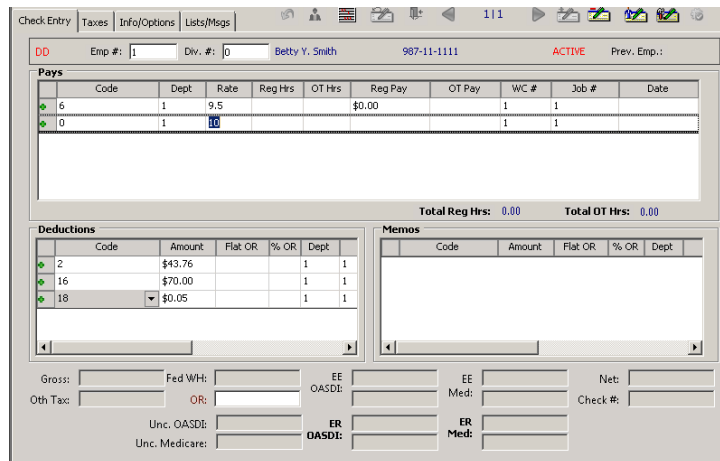 Check Entry Taxes Info/Options Lists/Msgs 1|1
DD Emp #: 1 Div. #: 0 Betty Y. Smith 987-11-1111 ACTIVE Prev. Emp.:
Pays
Code Dept Rate Reg Hrs OT Hrs Reg Pay OT Pay WC # Job # Date
6 1 9.5 $0.00 1 1
0 1 10 1 1
Total Reg Hrs: 0.00 Total OT Hrs: 0.00
Deductions Memos
Code Amount Flat OR % OR Dept Code Amount Flat OR % OR Dept
2 $43.76 1 1
16 $70.00 1 1
18 $0.05 1 1
Gross: Fed WH: EE OASDI: EE Med: Net:
Oth Tax: OR: Check #:
Unc. OASDI: ER OASDI: ER Med:
Unc. Medicare: